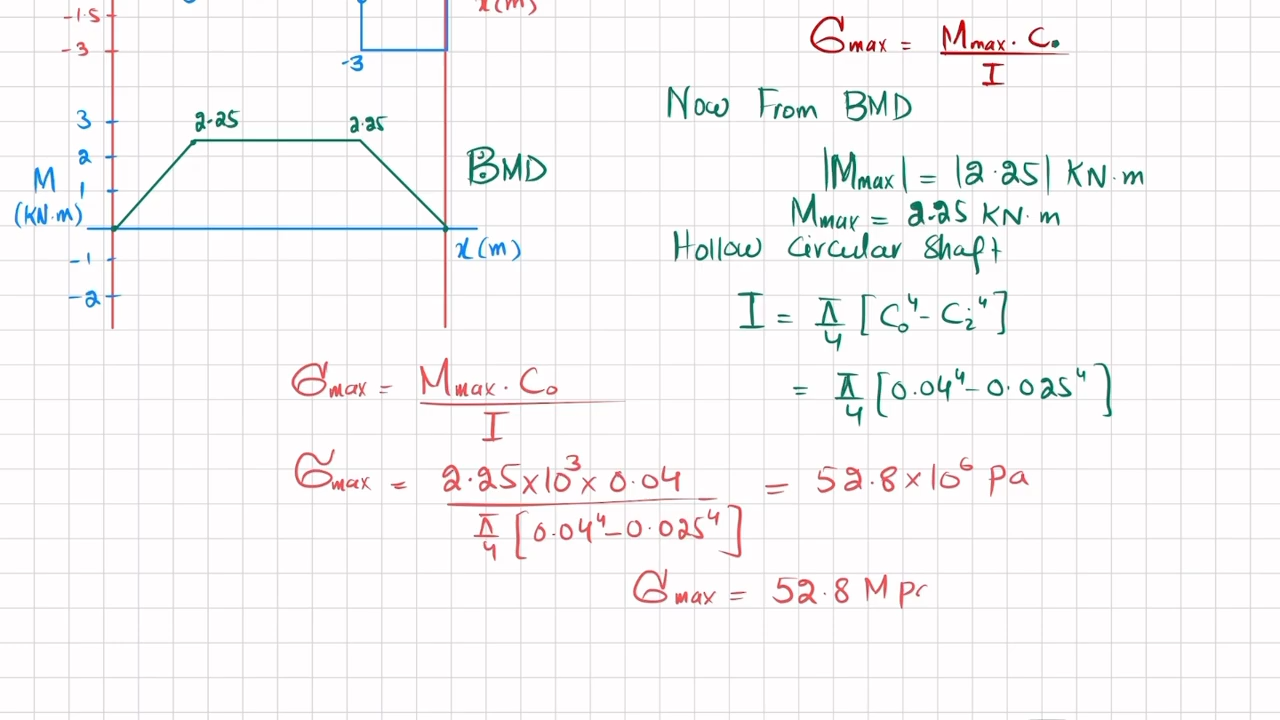 -1.5
x(m)
-3
-3
3
2.25
2.25
2
M
1
(KN·m)
BMD
x(m)
-1
-2
σmax = Mmax · Co / I
Now From BMD
|Mmax| = |2.25| KN·m
Mmax = 2.25 KN·m
Hollow Circular Shaft
I = π/4 [Co⁴ - Ci⁴]
= π/4 [0.04⁴ - 0.025⁴]
σmax = Mmax · Co / I
σmax = 2.25×10³ × 0.04 / π/4 [0.04⁴ - 0.025⁴] = 52.8×10⁶ Pa
σmax = 52.8 M Pa